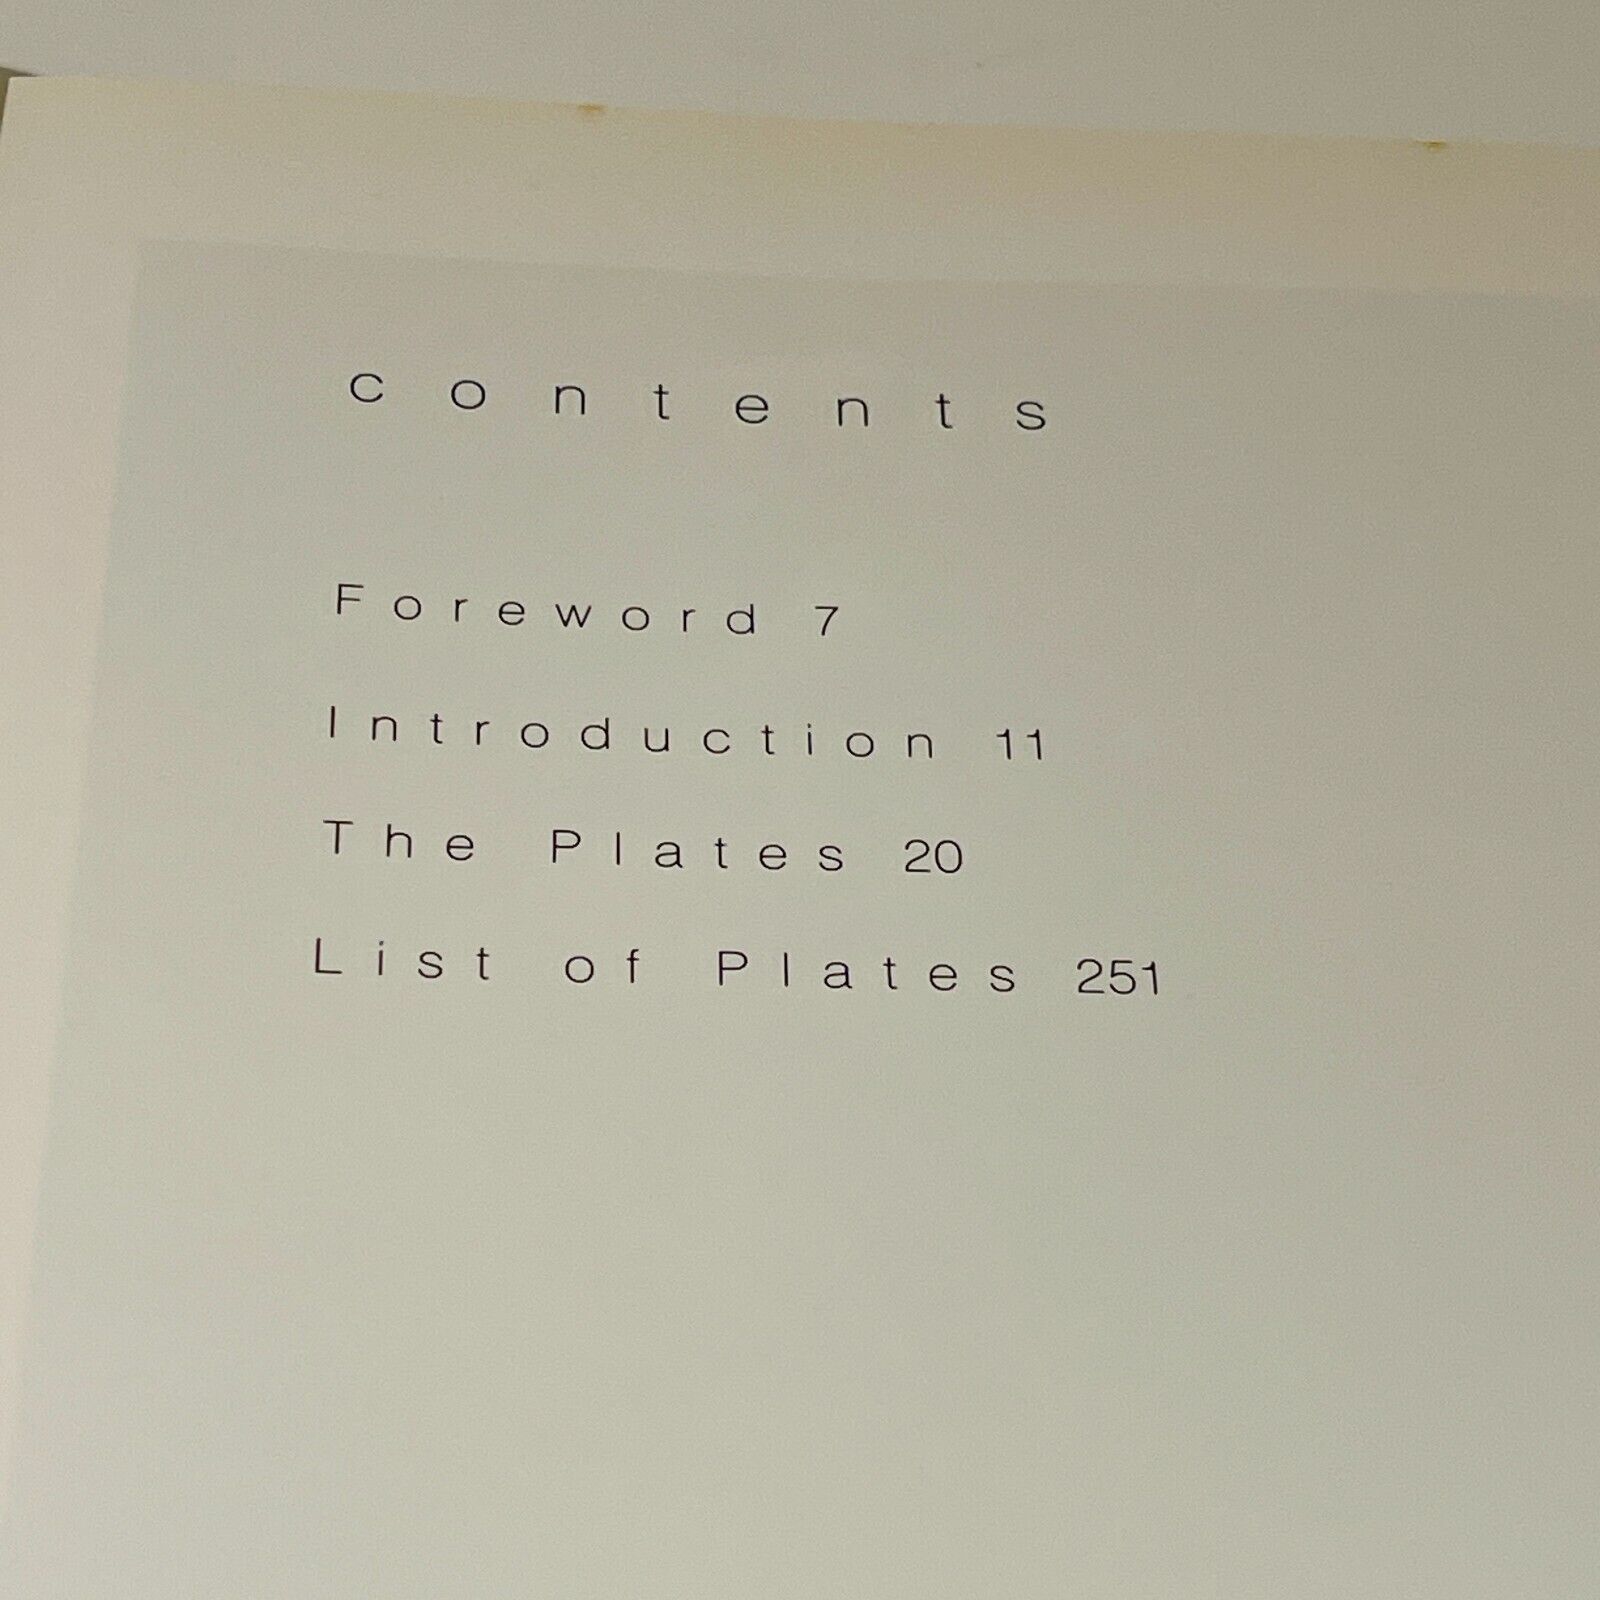 contents
Foreword 7
Introduction 11
The Plates 20
List of Plates 251